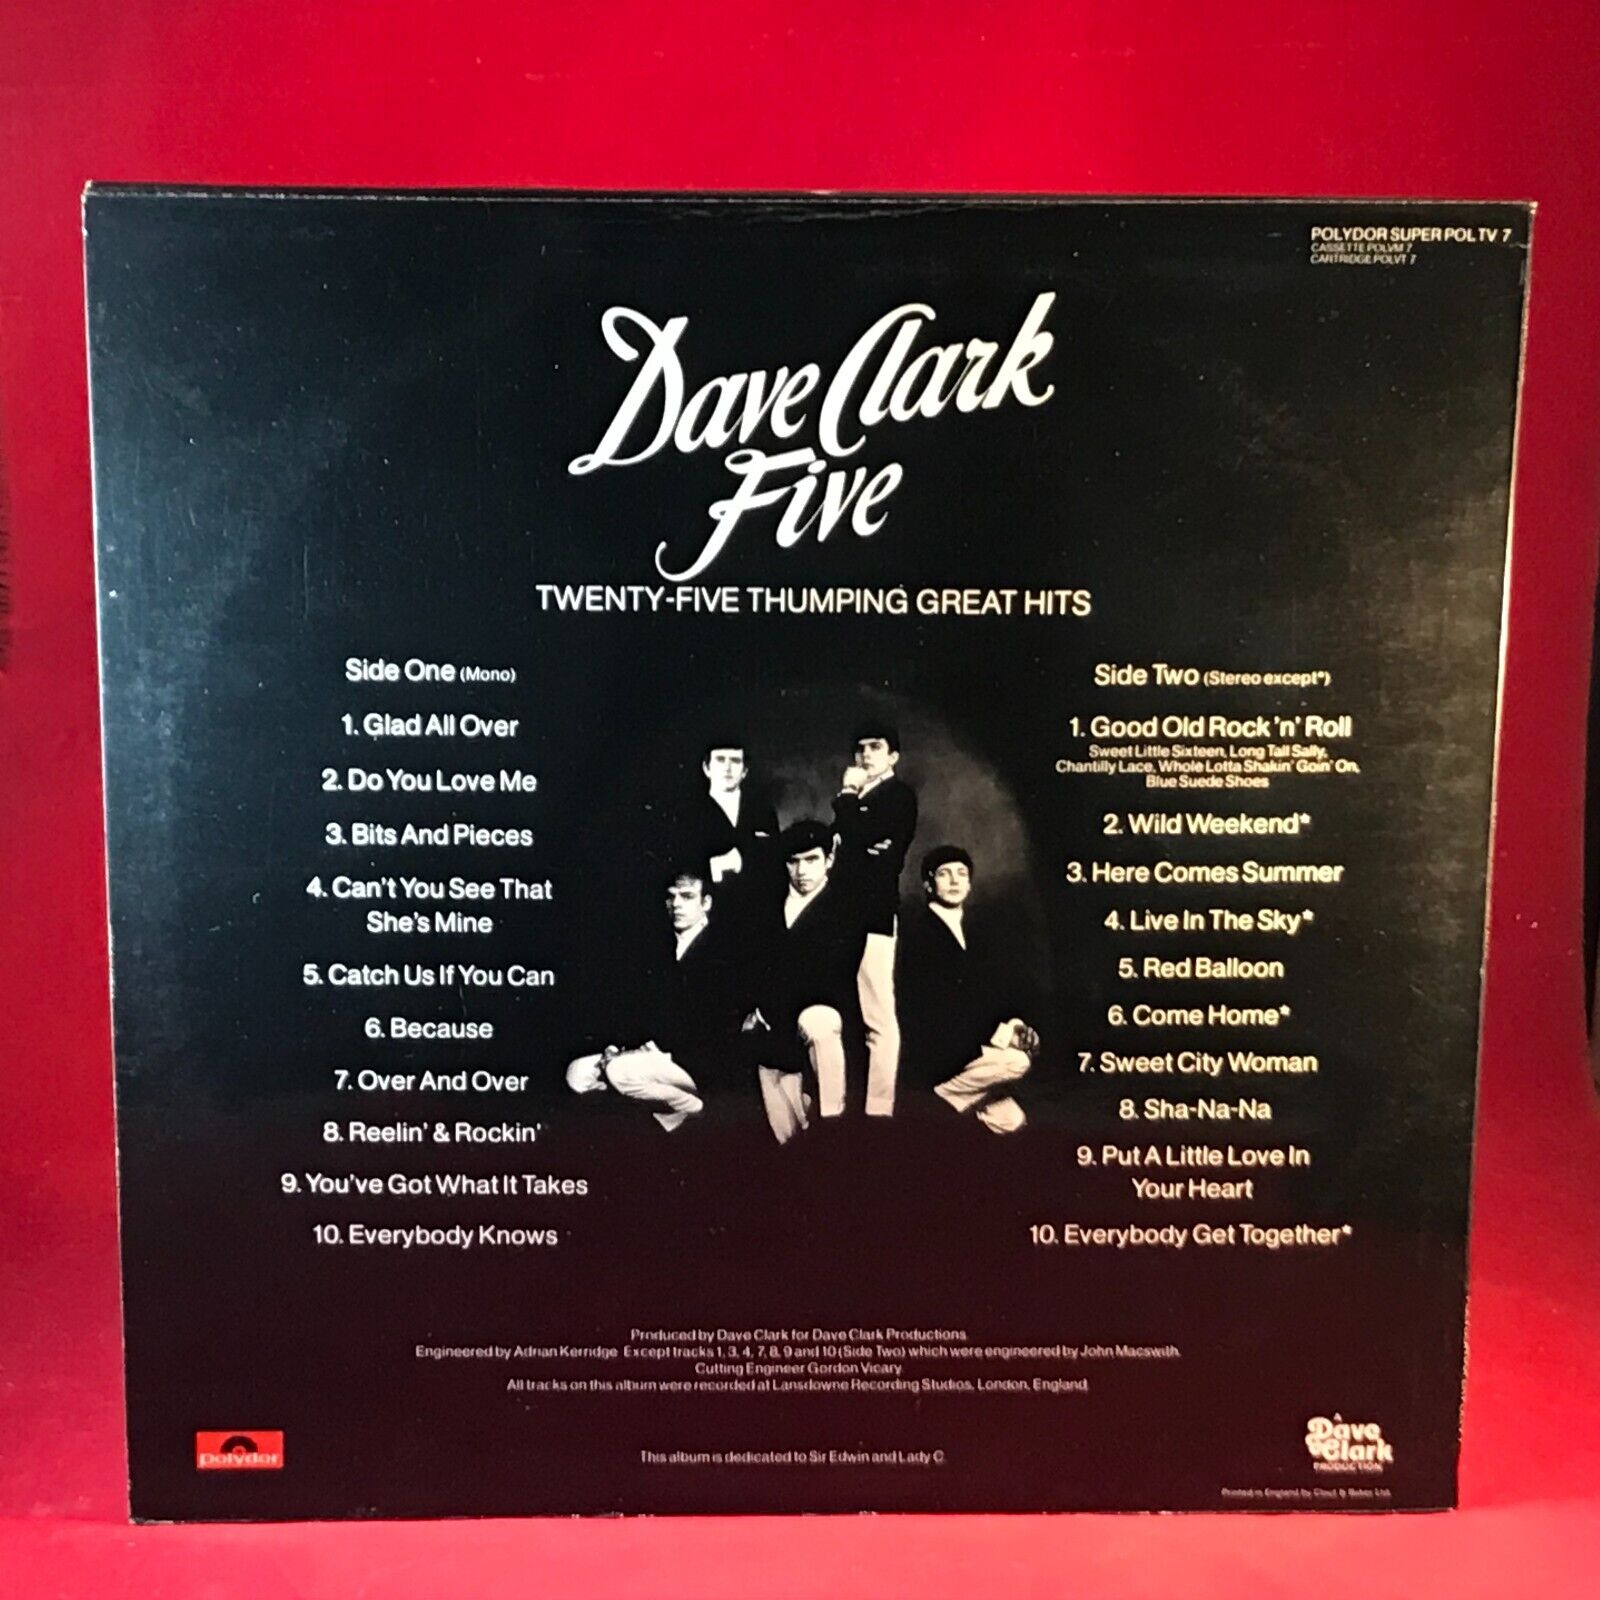 POLYDOR SUPER POLTV 7
CASSETTE POLVM 7
CARTRIDGE POLVT 7
Dave Clark
Five
TWENTY-FIVE THUMPING GREAT HITS
Side One (Mono)
1. Glad All Over
2. Do You Love Me
3. Bits And Pieces
4. Can't You See That
She's Mine
5. Catch Us If You Can
6. Because
7. Over And Over
8. Reelin' & Rockin'
9. You've Got What It Takes
10. Everybody Knows
Side Two (Stereo except*)
1. Good Old Rock 'n' Roll
Sweet Little Sixteen, Long Tall Sally,
Chantilly Lace, Whole Lotta Shakin' Goin' On,
Blue Suede Shoes
2. Wild Weekend*
3. Here Comes Summer
4. Live In The Sky*
5. Red Balloon
6. Come Home*
7. Sweet City Woman
8. Sha-Na-Na
9. Put A Little Love In
Your Heart
10. Everybody Get Together*
Produced by Dave Clark for Dave Clark Productions.
Engineered by Adrian Kerridge. Except tracks 1, 3, 4, 7, 8, 9 and 10 (Side Two) which were engineered by John Macswith.
Cutting Engineer Gordon Vicary.
All tracks on this album were recorded at Lansdowne Recording Studios, London, England.
This album is dedicated to Sir Edwin and Lady C.
polydor
A
Dave
Clark
PRODUCTION
Printed in England by Clout & Baker Ltd.